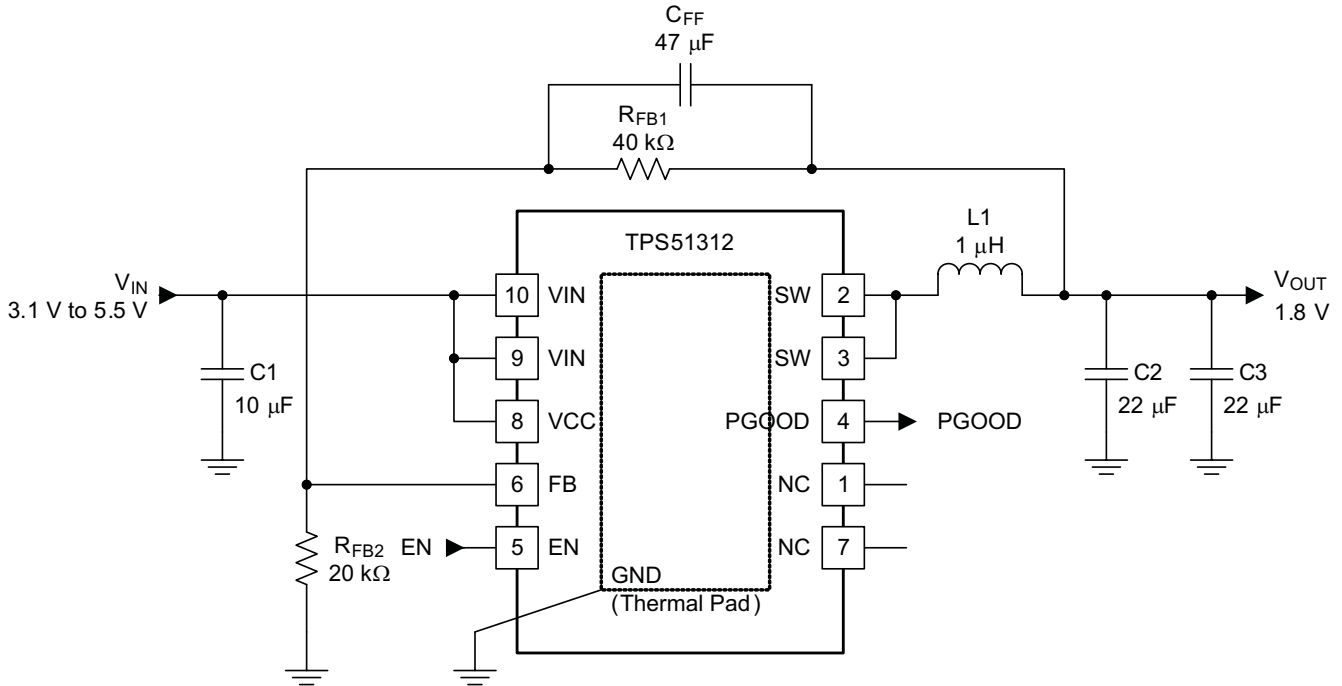 CFF
47 μF
RFB1
40 kΩ
TPS51312
L1
1 μH
VIN
3.1 V to 5.5 V
10 VIN
SW 2
VOUT
1.8 V
9 VIN
SW 3
C1
10 μF
C2
22 μF
C3
22 μF
8 VCC
PGOOD 4
PGOOD
6 FB
NC 1
RFB2
20 kΩ
EN
5 EN
NC 7
GND
(Thermal Pad)